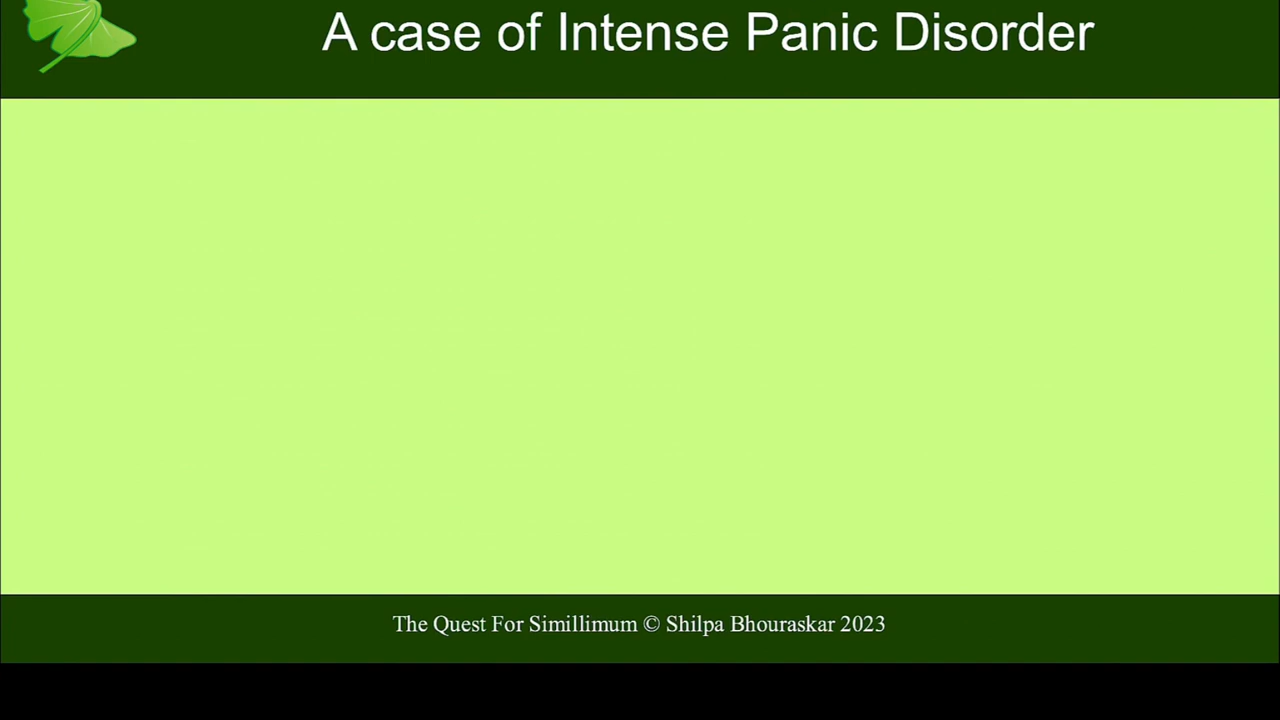 A case of Intense Panic Disorder
The Quest For Simillimum © Shilpa Bhouraskar 2023